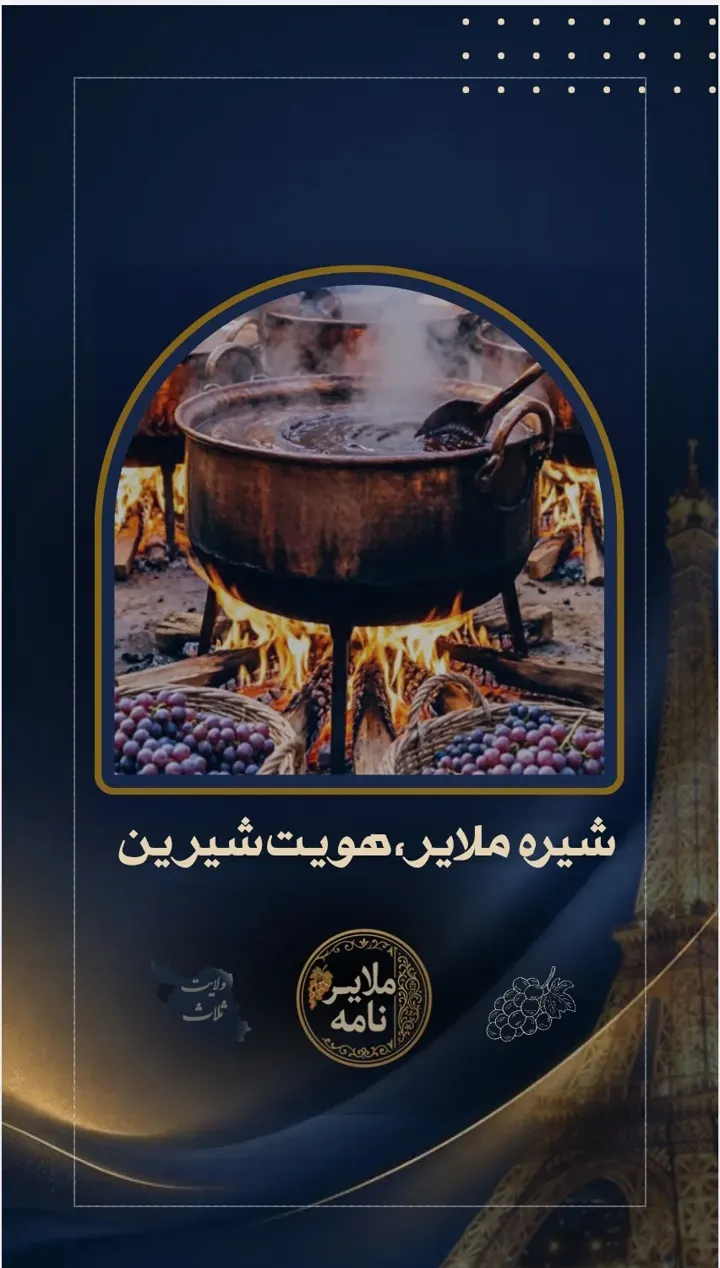 شیره ملایر،هویت شیرین
ملایر
نامه
ولایت
ثلاث